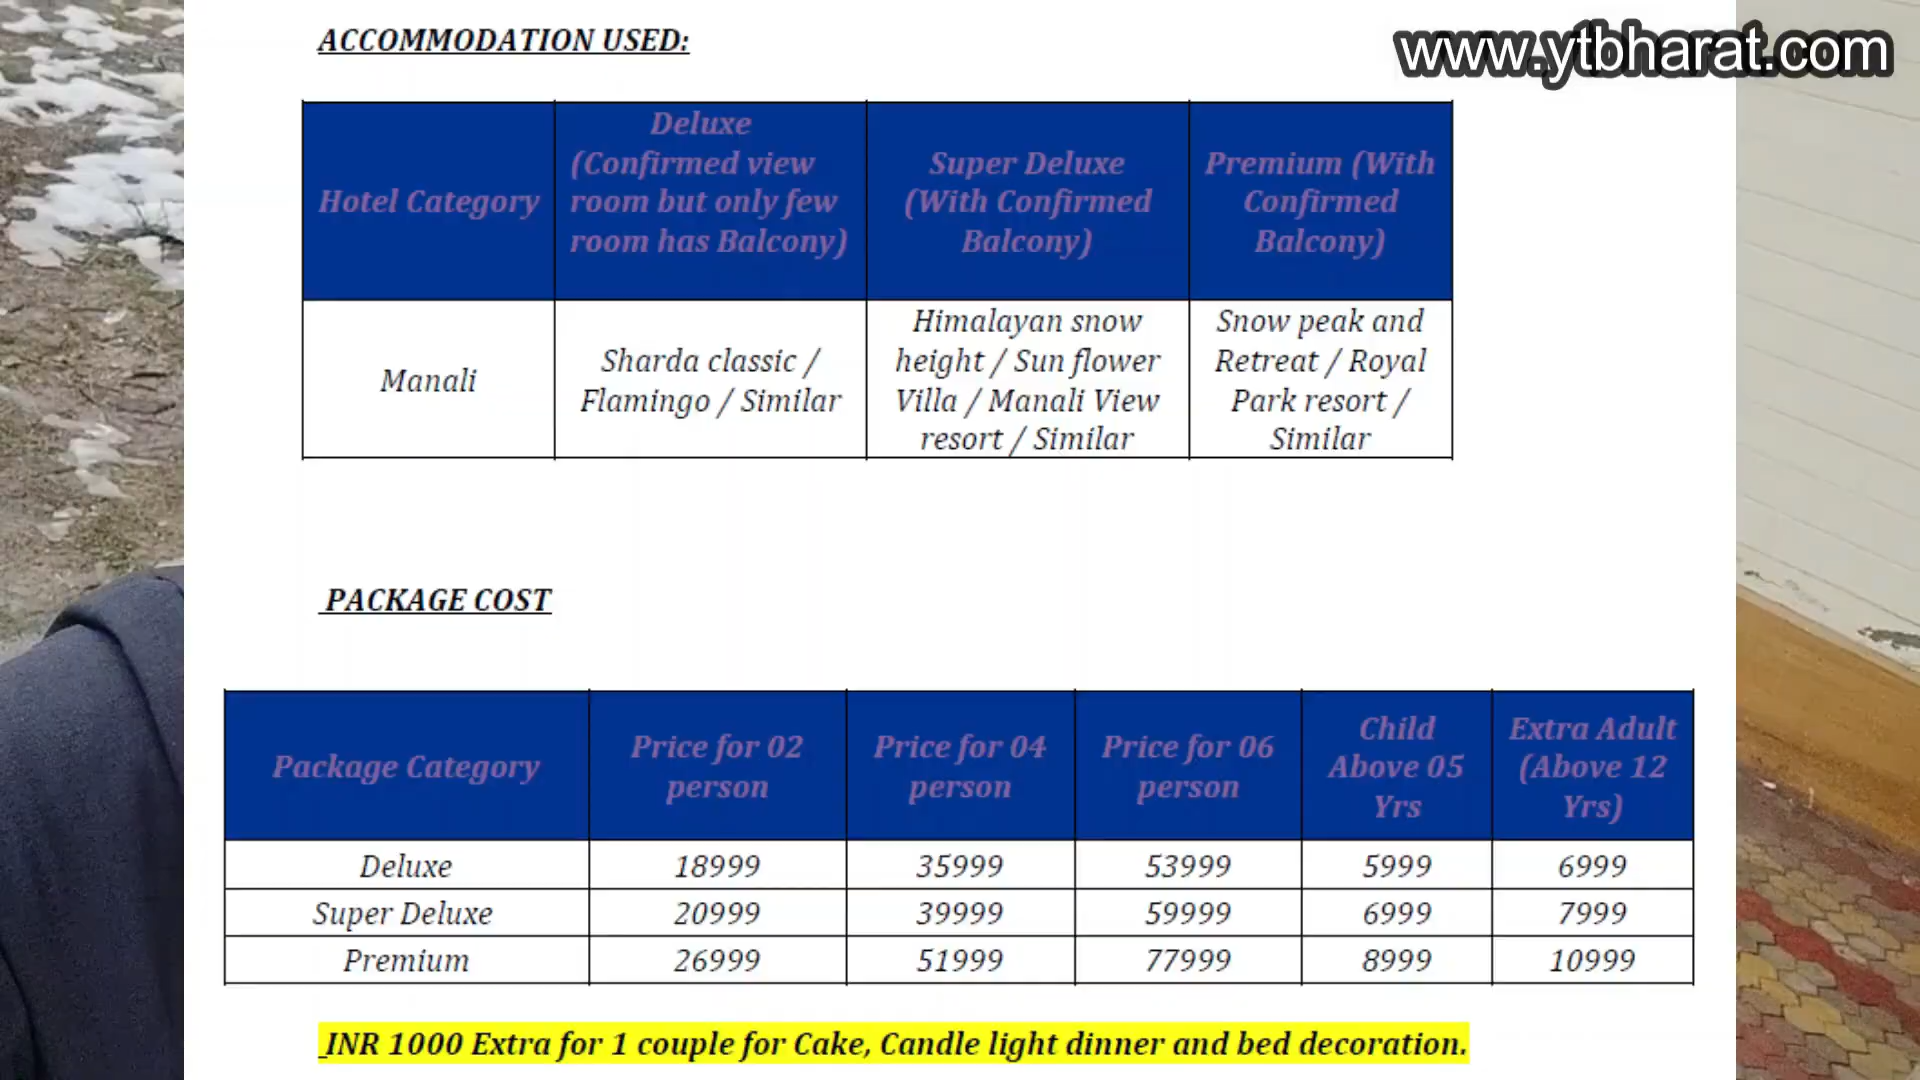 www.ytbharat.com
ACCOMMODATION USED:
Hotel Category
Deluxe
(Confirmed view
room but only few
room has Balcony)
Super Deluxe
(With Confirmed
Balcony)
Premium (With
Confirmed
Balcony)
Manali
Sharda classic /
Flamingo / Similar
Himalayan snow
height / Sun flower
Villa / Manali View
resort / Similar
Snow peak and
Retreat / Royal
Park resort /
Similar
PACKAGE COST
Package Category
Price for 02
person
Price for 04
person
Price for 06
person
Child
Above 05
Yrs
Extra Adult
(Above 12
Yrs)
Deluxe 18999 35999 53999 5999 6999
Super Deluxe 20999 39999 59999 6999 7999
Premium 26999 51999 77999 8999 10999
INR 1000 Extra for 1 couple for Cake, Candle light dinner and bed decoration.